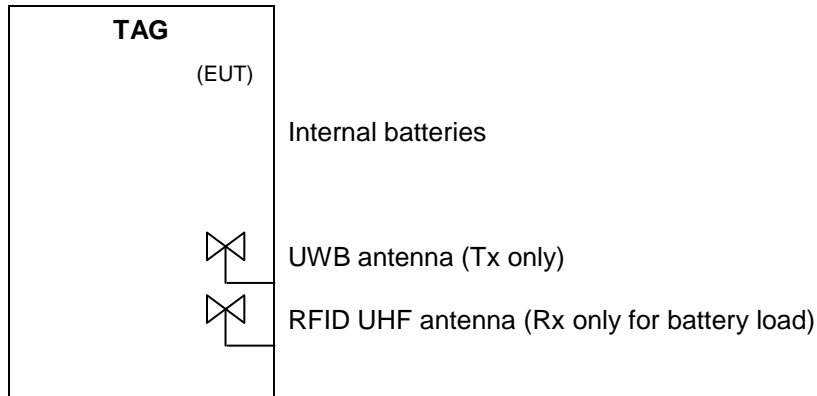 TAG
(EUT)
Internal batteries
UWB antenna (Tx only)
RFID UHF antenna (Rx only for battery load)